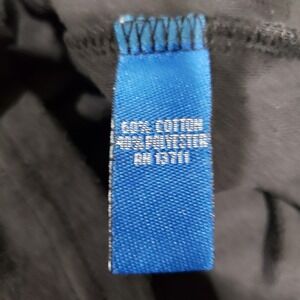 60% COTTON
40% POLYESTER
RN 13711